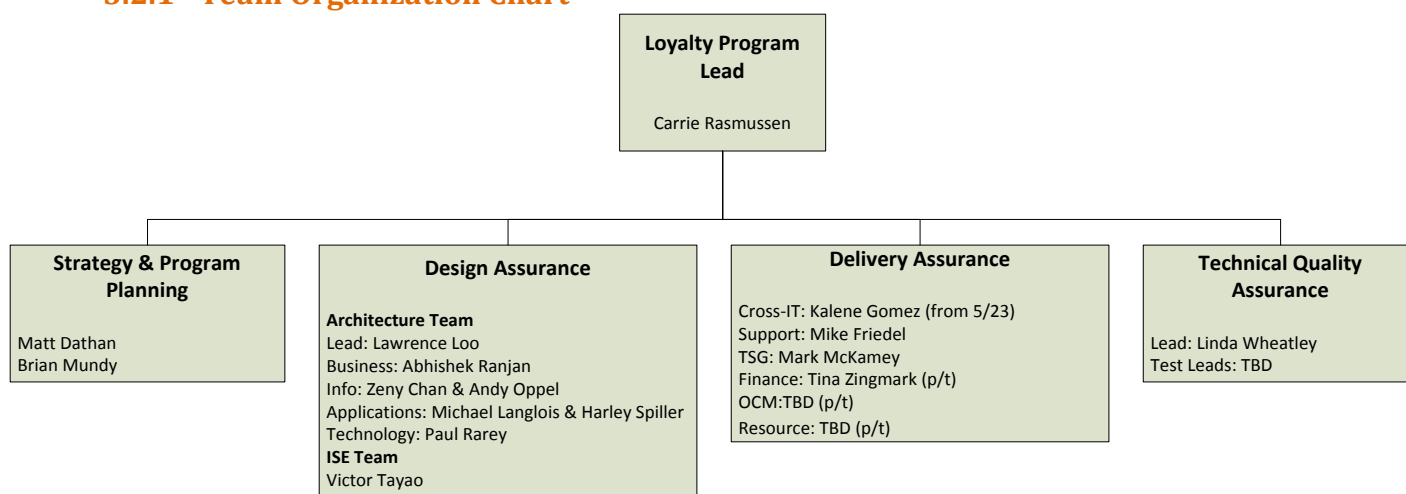 Loyalty Program
Lead
Carrie Rasmussen
Strategy & Program
Planning
Matt Dathan
Brian Mundy
Design Assurance
Architecture Team
Lead: Lawrence Loo
Business: Abhishek Ranjan
Info: Zeny Chan & Andy Oppel
Applications: Michael Langlois & Harley Spiller
Technology: Paul Rarey
ISE Team
Victor Tayao
Delivery Assurance
Cross-IT: Kalene Gomez (from 5/23)
Support: Mike Friedel
TSG: Mark McKamey
Finance: Tina Zingmark (p/t)
OCM:TBD (p/t)
Resource: TBD (p/t)
Technical Quality
Assurance
Lead: Linda Wheatley
Test Leads: TBD